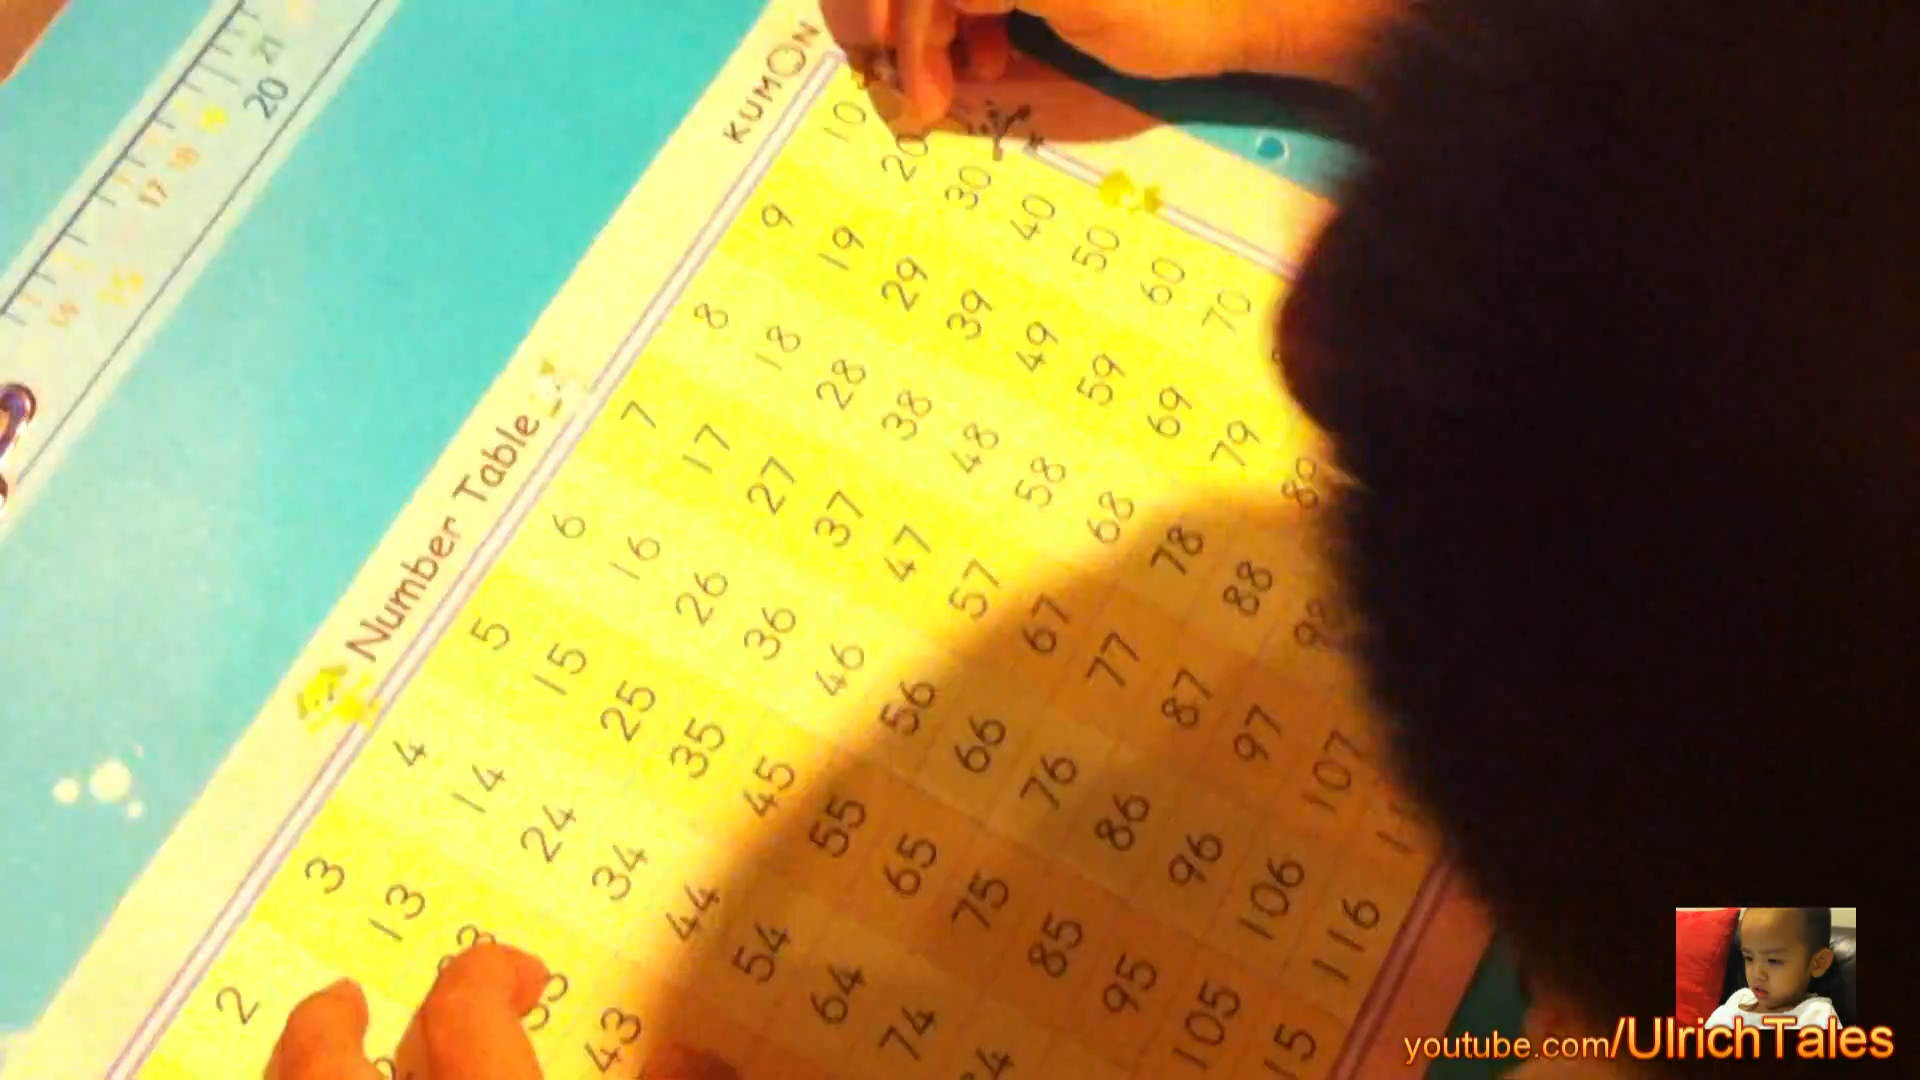 KUMON
Number Table
2 3 4 5 6 7 8 9 10
13 14 15 16 17 18 19 20
24 25 26 27 28 29 30
34 35 36 37 38 39 40
43 44 45 46 47 48 49 50
54 55 56 57 58 59 60
64 65 66 67 68 69 70
74 75 76 77 78 79
85 86 87 88 89
95 96 97
105 106 107
116
17
20
21
youtube.com/UlrichTales